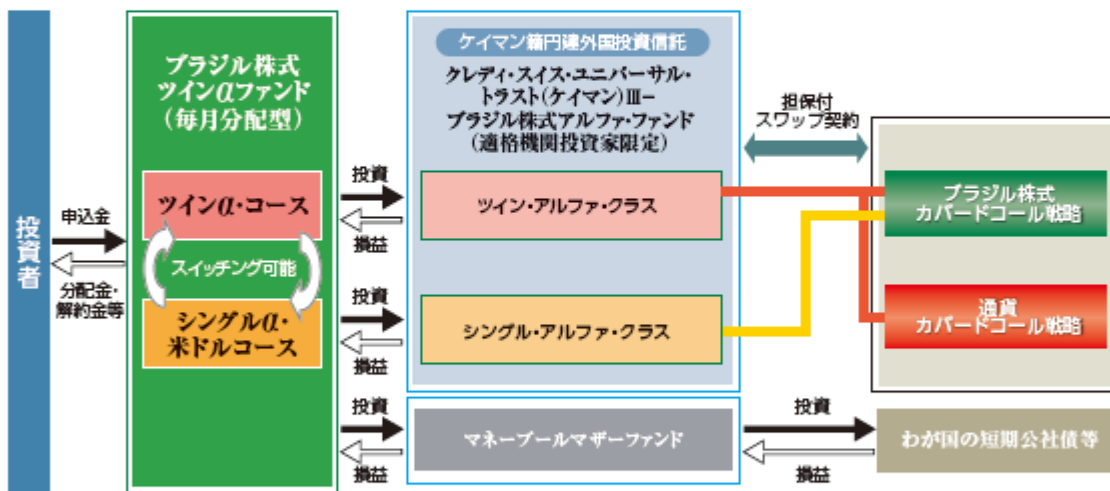 投資者
申込金
分配金・
解約金等
ブラジル株式
ツインαファンド
(毎月分配型)
ツインα・コース
スイッチング可能
シングルα・
米ドルコース
投資
損益
投資
損益
投資
損益
ケイマン籍円建外国投資信託
クレディ・スイス・ユニバーサル・
トラスト(ケイマン)Ⅲ−
ブラジル株式アルファ・ファンド
(適格機関投資家限定)
ツイン・アルファ・クラス
シングル・アルファ・クラス
マネープールマザーファンド
担保付
スワップ契約
ブラジル株式
カバードコール戦略
通貨
カバードコール戦略
投資
損益
わが国の短期公社債等